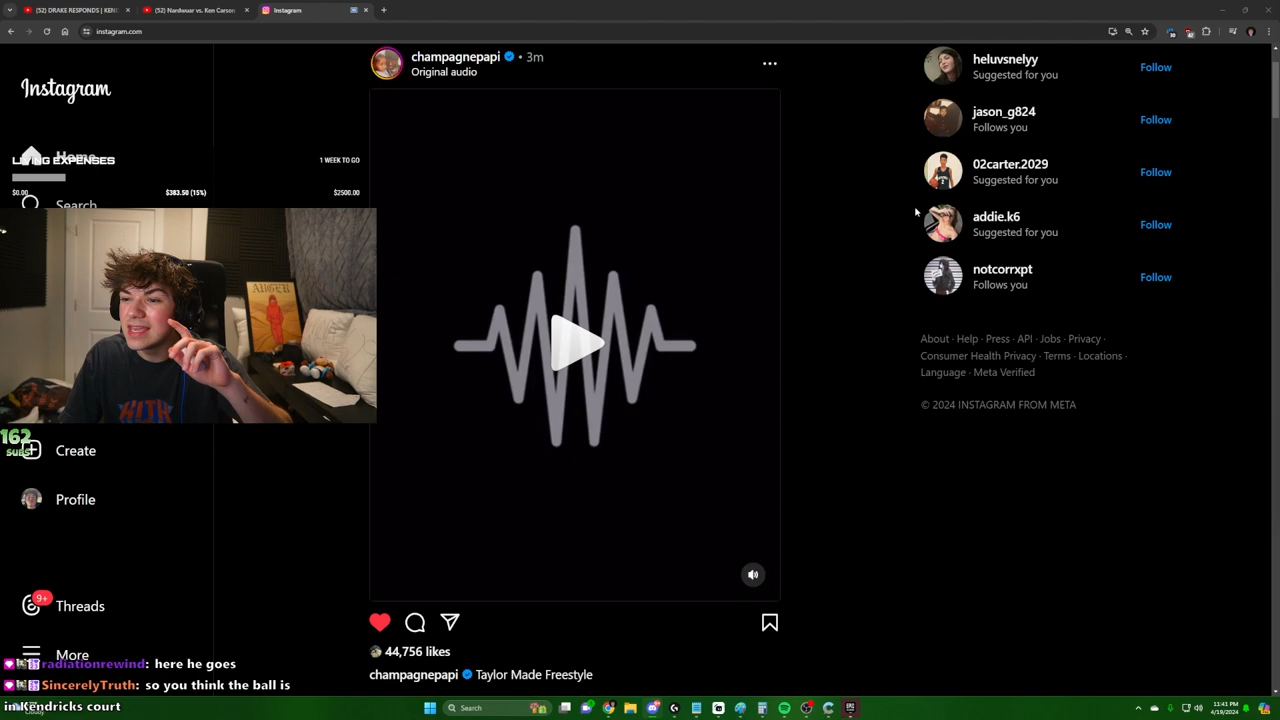 (52) DRAKE RESPONDS | KEN
(52) Nardwuar vs. Ken Carson
Instagram
instagram.com
Instagram
Home
LIVING EXPENSES
1 WEEK TO GO
$0.00
$383.50 (15%)
$2500.00
Search
ANGER
162
SUBS
Create
Profile
9+
Threads
More
radiationrewind: here he goes
SincerelyTruth: so you think the ball is
in Kendricks court
champagnepapi • 3m
Original audio
44,756 likes
champagnepapi Taylor Made Freestyle
heluvsnelyy
Suggested for you
Follow
jason_g824
Follows you
Follow
02carter.2029
Suggested for you
Follow
addie.k6
Suggested for you
Follow
notcorrxpt
Follows you
Follow
About · Help · Press · API · Jobs · Privacy ·
Consumer Health Privacy · Terms · Locations ·
Language · Meta Verified
© 2024 INSTAGRAM FROM META
Search
11:41 PM
4/19/2024